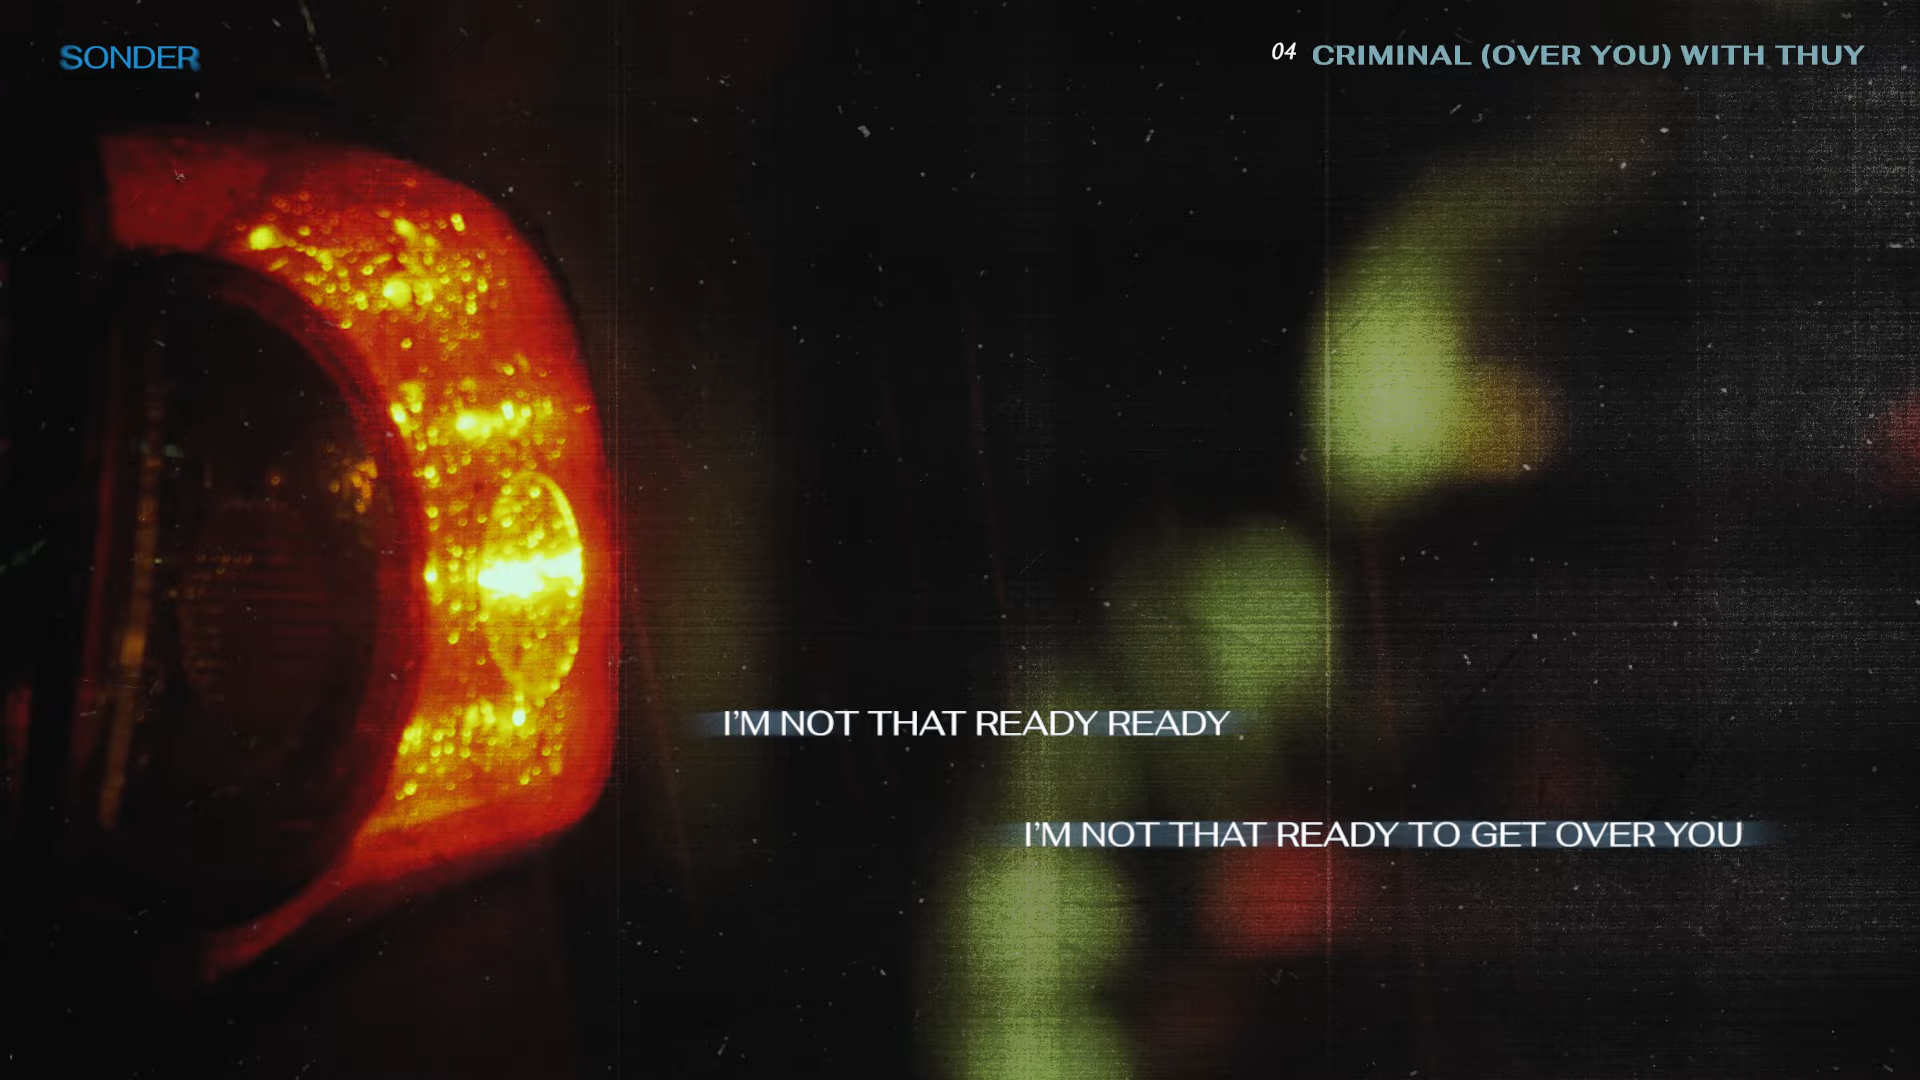 SONDER
04 CRIMINAL (OVER YOU) WITH THUY
I'M NOT THAT READY READY
I'M NOT THAT READY TO GET OVER YOU